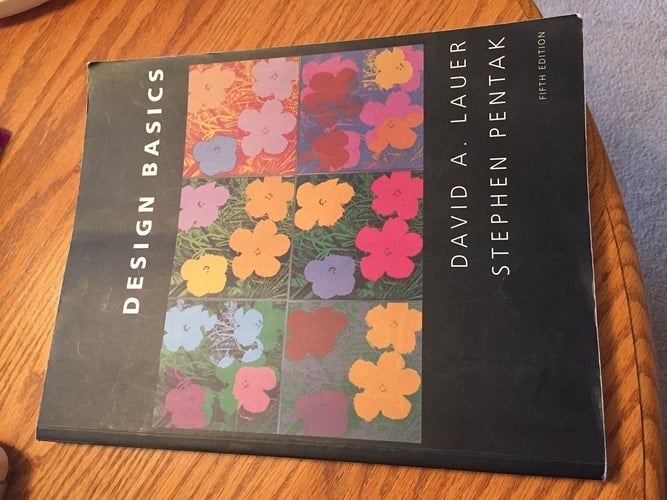 DESIGN BASICS
DAVID A. LAUER
STEPHEN PENTAK
FIFTH EDITION